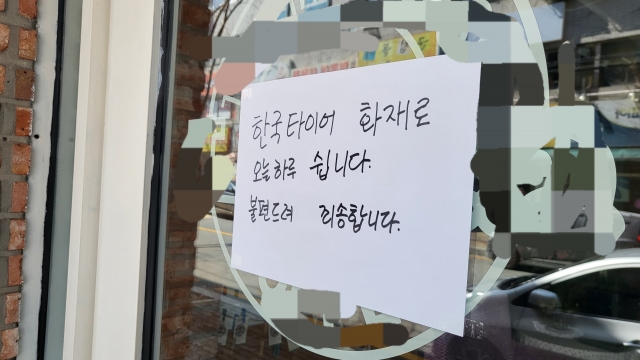 한국타이어 화재로
오늘하루 쉽니다.
불편드려 죄송합니다.